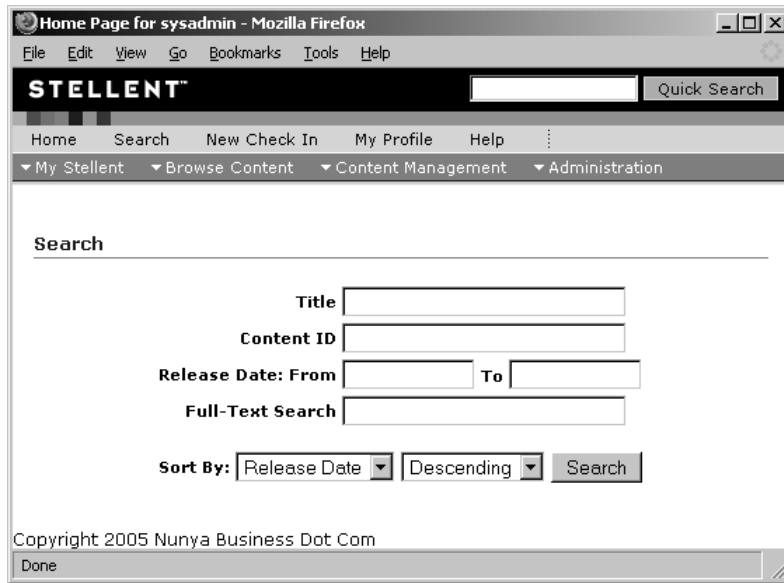 Home Page for sysadmin - Mozilla Firefox
File Edit View Go Bookmarks Tools Help
STELLENT™ Quick Search
Home Search New Check In My Profile Help
My Stellent Browse Content Content Management Administration
Search
Title
Content ID
Release Date: From To
Full-Text Search
Sort By: Release Date Descending Search
Copyright 2005 Nunya Business Dot Com
Done